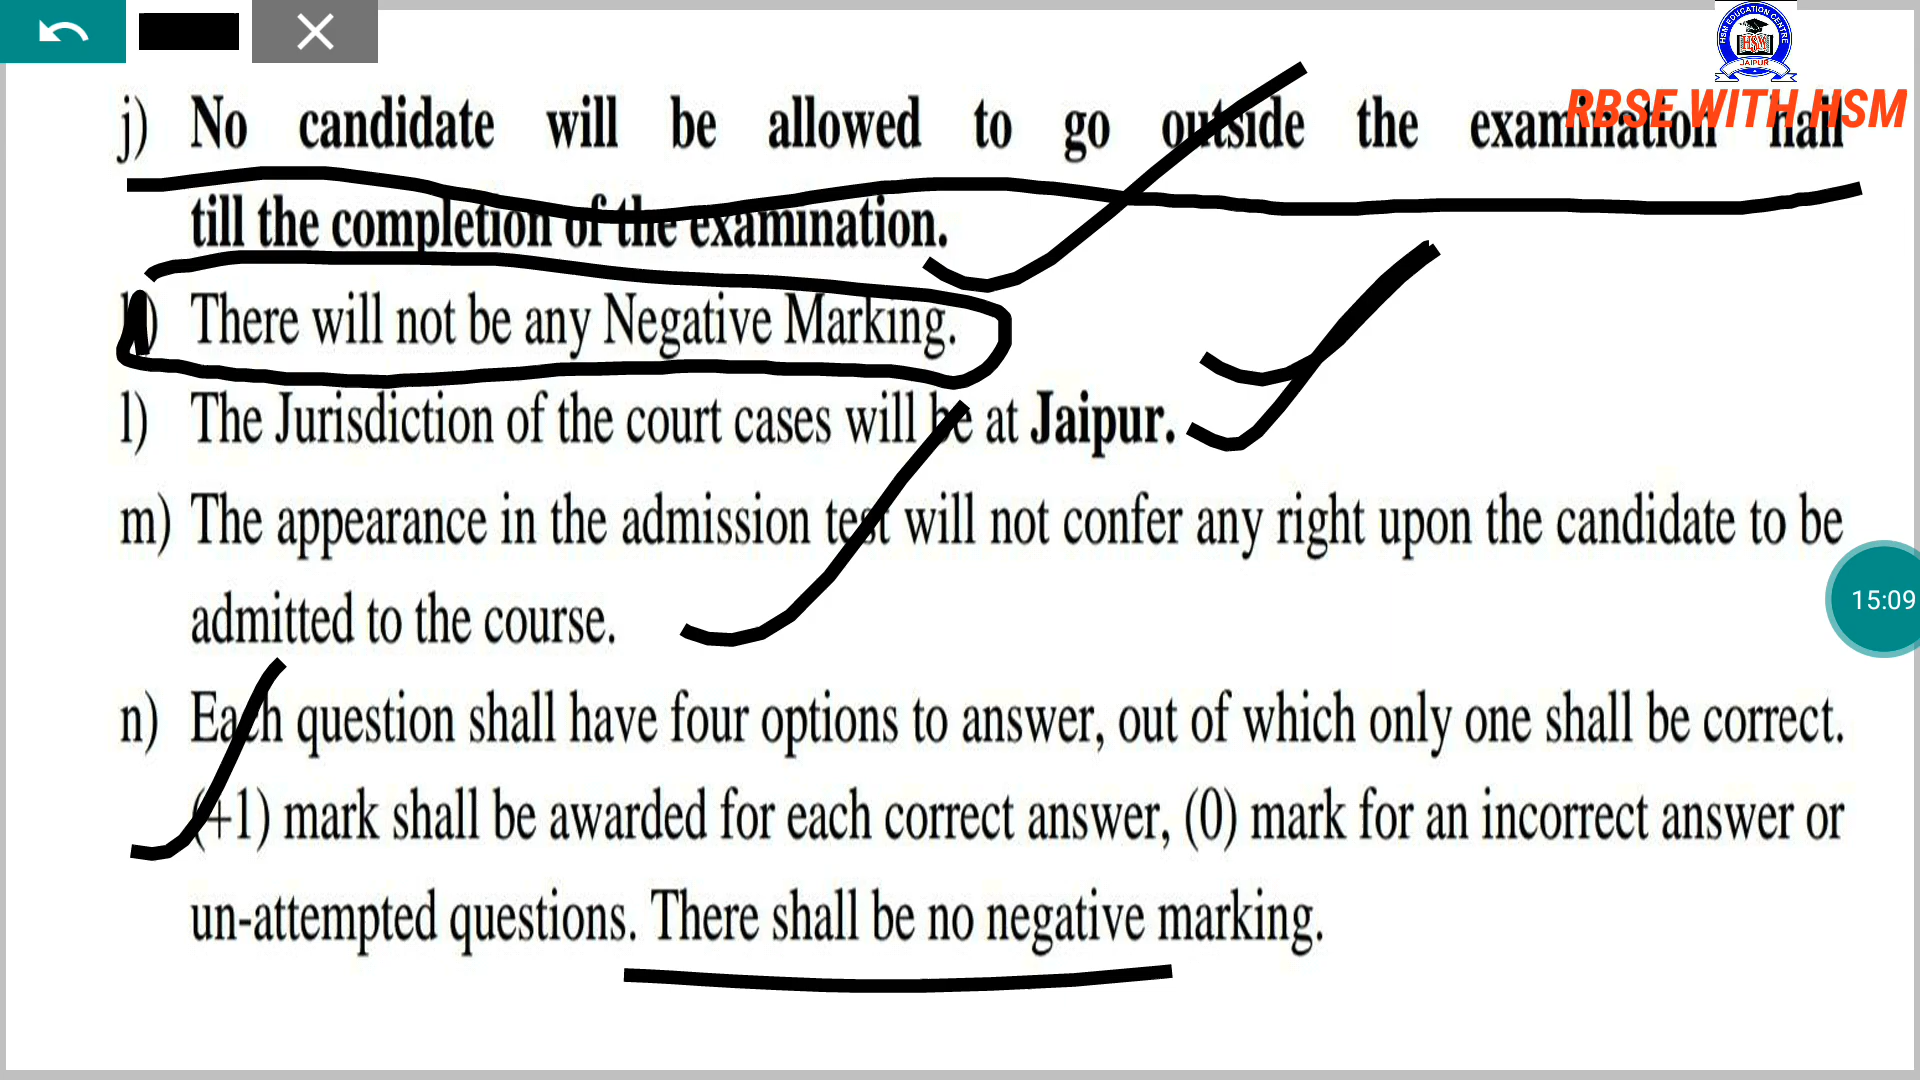 HSM EDUCATION CENTRE
HSM
JAIPUR
RBSE WITH HSM
j) No candidate will be allowed to go outside the examination hall
till the completion of the examination.
k) There will not be any Negative Marking.
l) The Jurisdiction of the court cases will be at Jaipur.
m) The appearance in the admission test will not confer any right upon the candidate to be
15:09
admitted to the course.
n) Each question shall have four options to answer, out of which only one shall be correct.
(+1) mark shall be awarded for each correct answer, (0) mark for an incorrect answer or
un-attempted questions. There shall be no negative marking.